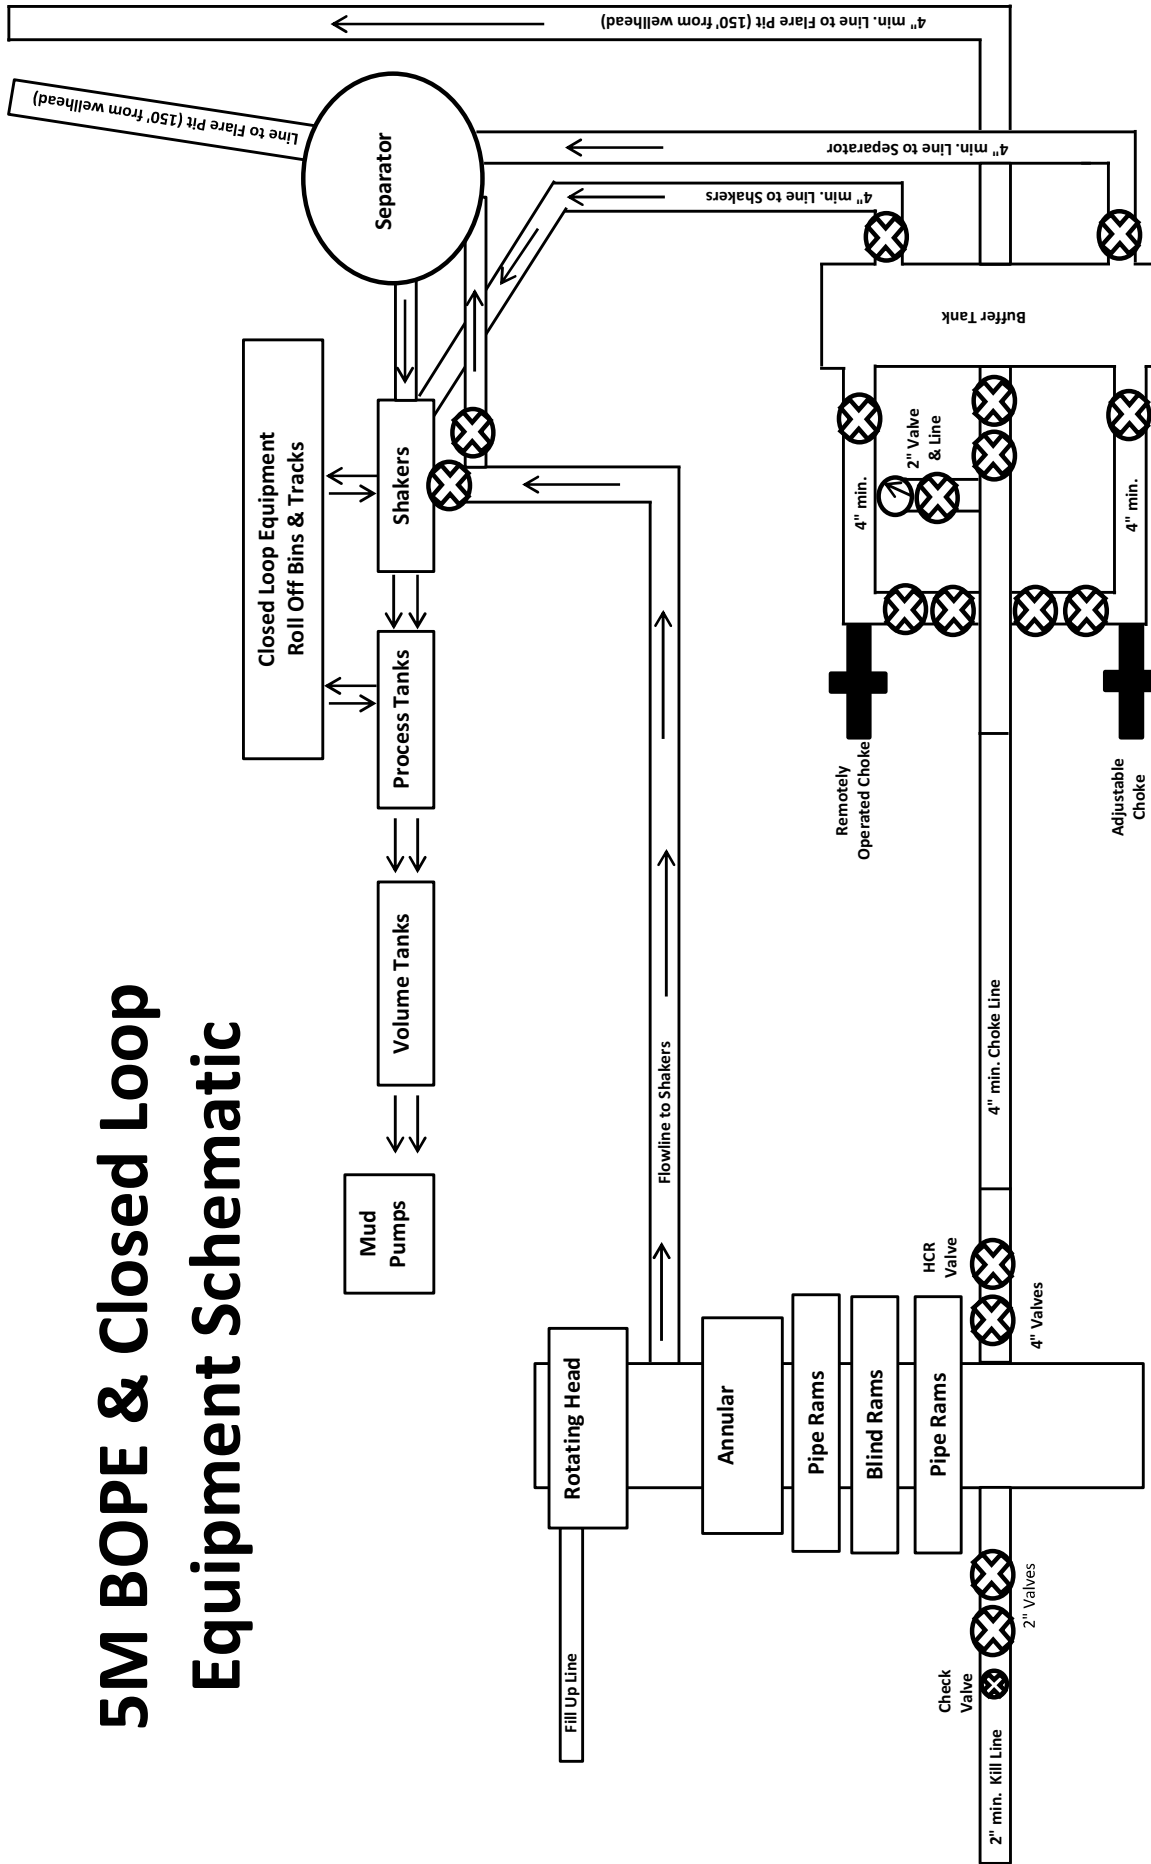 5M BOPE & Closed Loop
Equipment Schematic
Mud
Pumps
Volume Tanks
Process Tanks
Shakers
Closed Loop Equipment
Roll Off Bins & Tracks
Separator
Line to Flare Pit (150' from wellhead)
4" min. Line to Flare Pit (150' from wellhead)
Fill Up Line
Rotating Head
Flowline to Shakers
4" min. Line to Shakers
4" min. Line to Separator
Annular
Pipe Rams
Blind Rams
Pipe Rams
2" min. Kill Line
Check
Valve
2" Valves
HCR
Valve
4" Valves
4" min. Choke Line
Remotely
Operated Choke
Adjustable
Choke
4" min.
2" Valve
& Line
4" min.
Buffer Tank